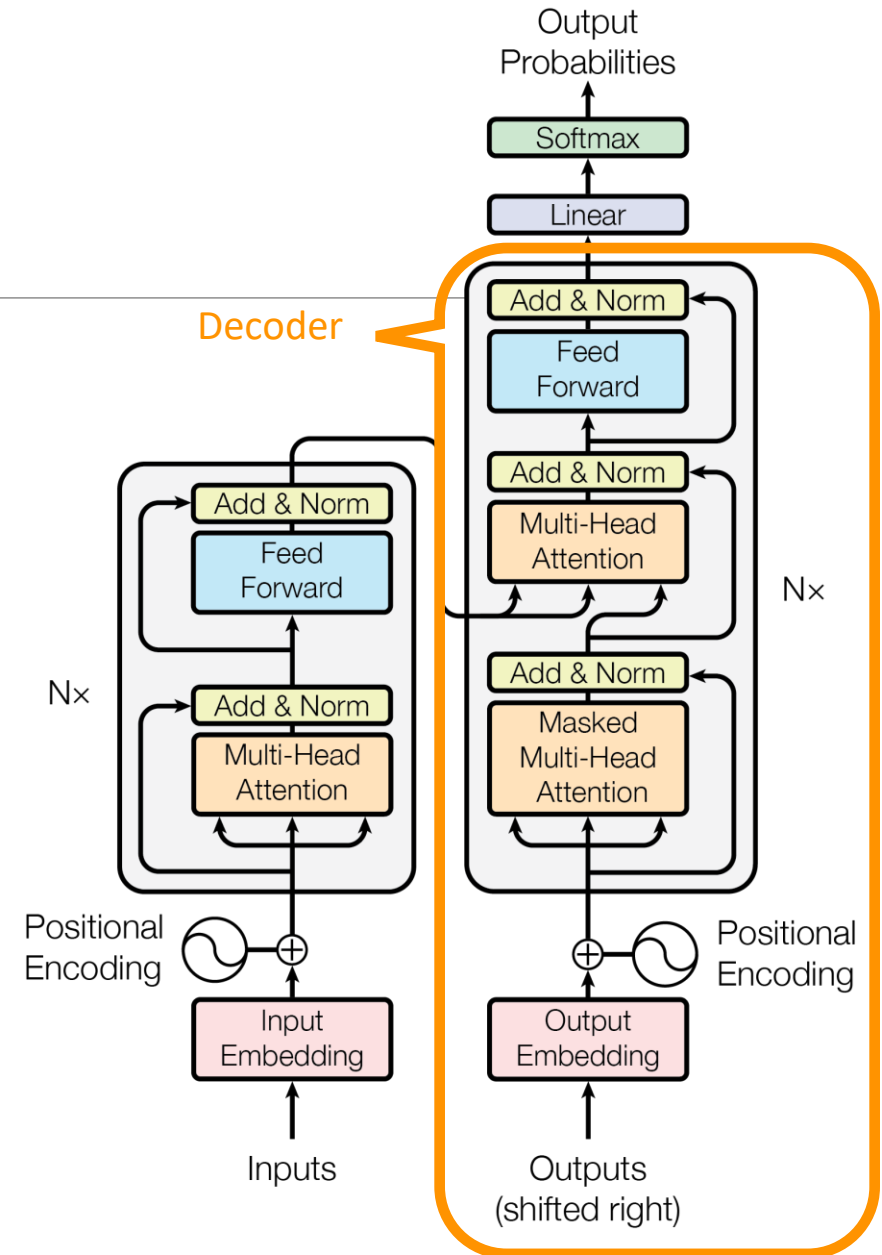 Output
Probabilities
Softmax
Linear
Decoder
Add & Norm
Feed
Forward
Add & Norm
Multi-Head
Attention
Add & Norm
Masked
Multi-Head
Attention
N×
Add & Norm
Feed
Forward
Add & Norm
Multi-Head
Attention
N×
Positional
Encoding
Positional
Encoding
Input
Embedding
Output
Embedding
Inputs
Outputs
(shifted right)